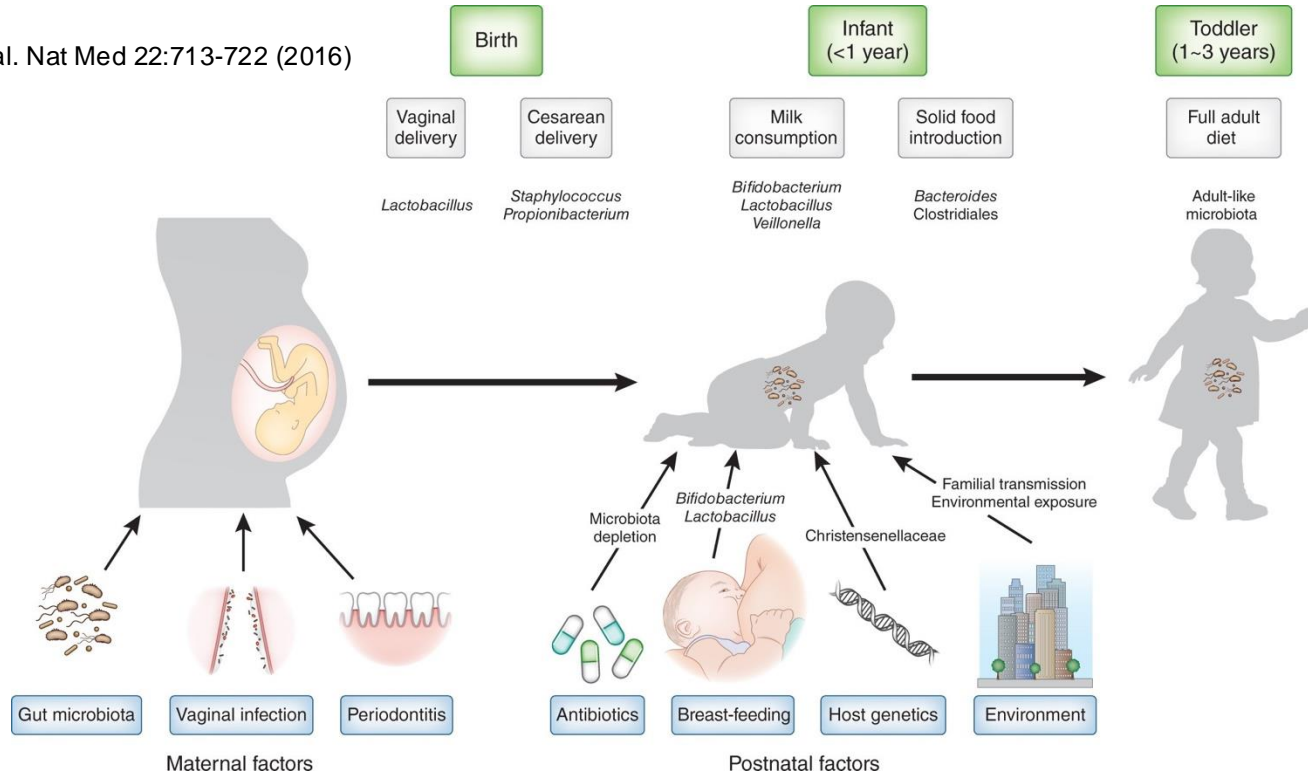 al. Nat Med 22:713-722 (2016)
Birth
Infant
(<1 year)
Toddler
(1~3 years)
Vaginal
delivery
Cesarean
delivery
Milk
consumption
Solid food
introduction
Full adult
diet
Lactobacillus
Staphylococcus
Propionibacterium
Bifidobacterium
Lactobacillus
Veillonella
Bacteroides
Clostridiales
Adult-like
microbiota
Microbiota
depletion
Bifidobacterium
Lactobacillus
Christensenellaceae
Familial transmission
Environmental exposure
Gut microbiota
Vaginal infection
Periodontitis
Antibiotics
Breast-feeding
Host genetics
Environment
Maternal factors
Postnatal factors